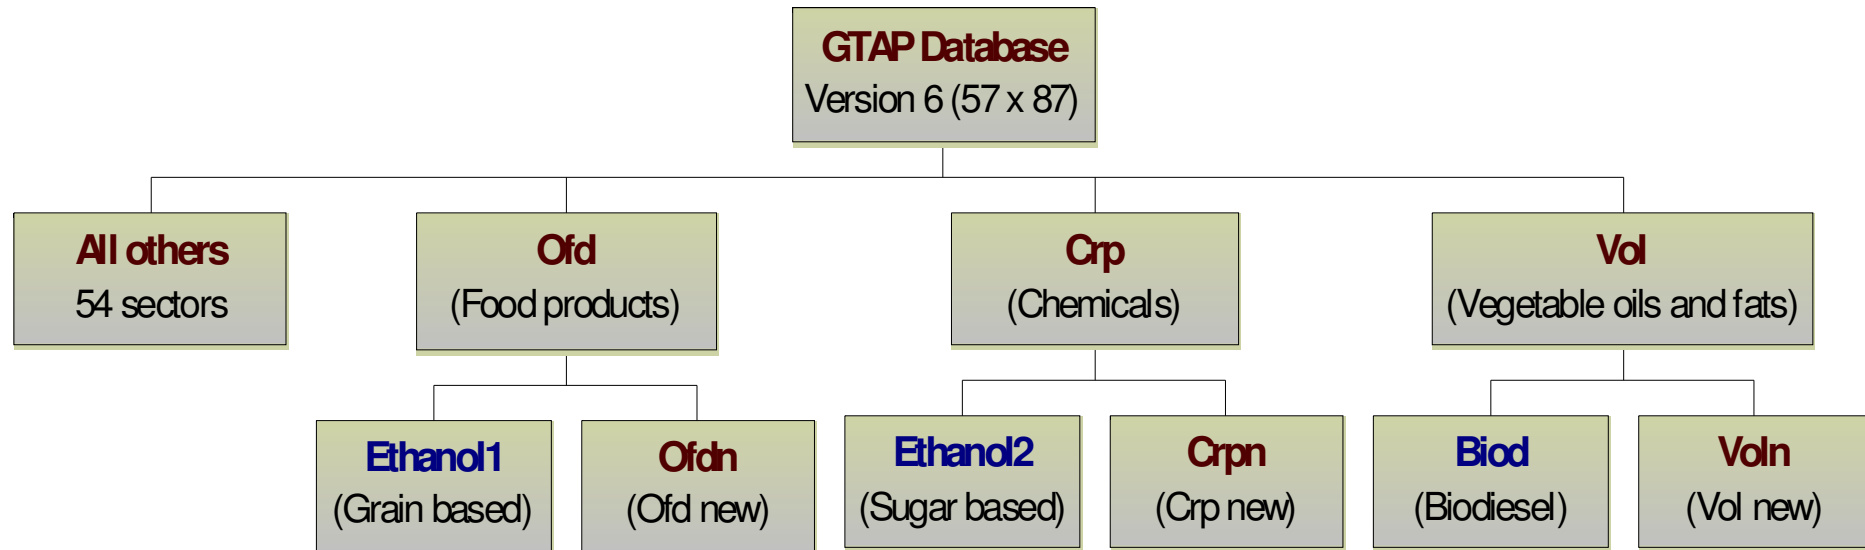 GTAP Database
Version 6 (57 x 87)
All others
54 sectors
Ofd
(Food products)
Crp
(Chemicals)
Vol
(Vegetable oils and fats)
Ethanol1
(Grain based)
Ofdn
(Ofd new)
Ethanol2
(Sugar based)
Crpn
(Crp new)
Biod
(Biodiesel)
Voln
(Vol new)